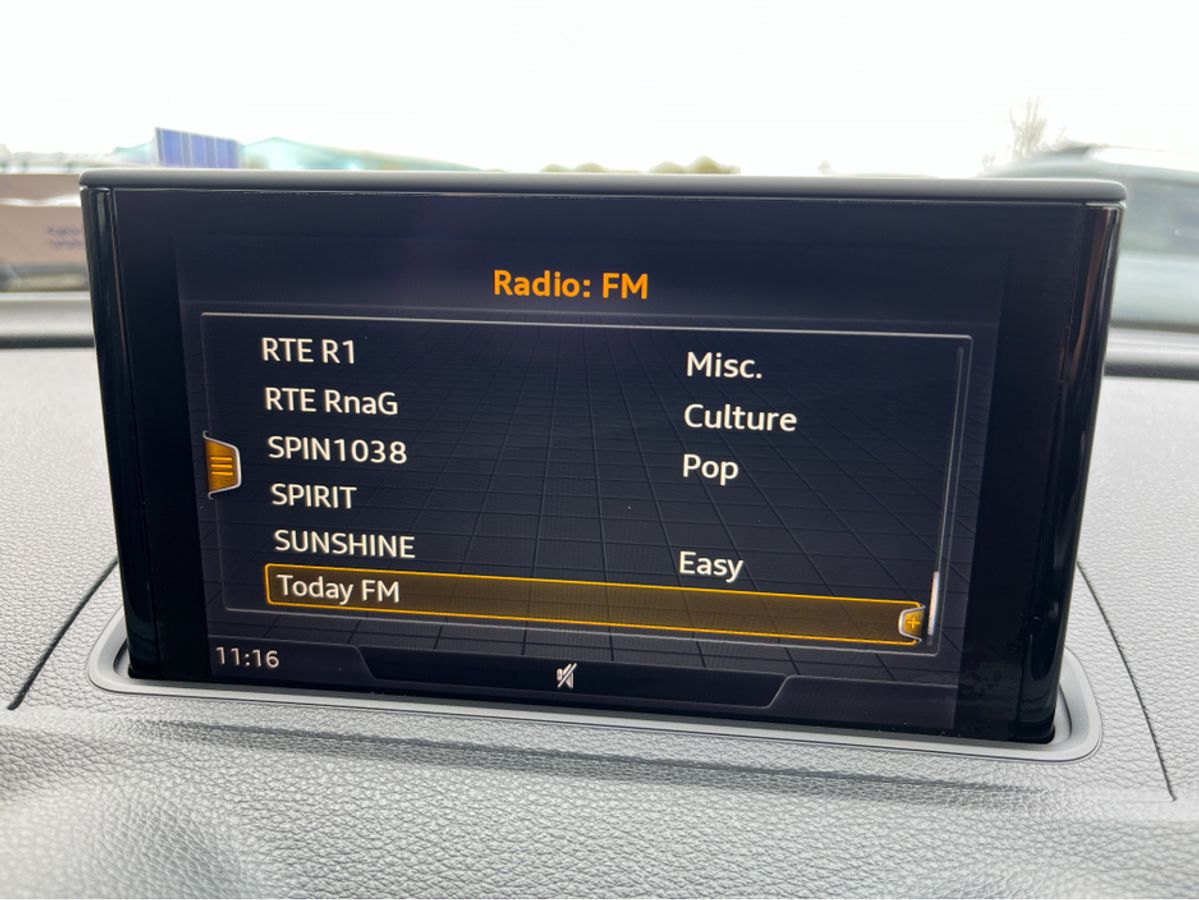 Radio: FM
RTE R1 Misc.
RTE RnaG Culture
SPIN1038 Pop
SPIRIT
SUNSHINE Easy
Today FM
11:16